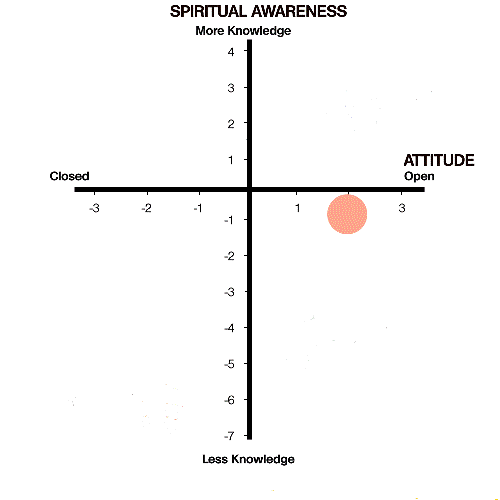 SPIRITUAL AWARENESS
More Knowledge
4
3
2
1
ATTITUDE
Closed
Open
-3
-2
-1
1
3
-1
-2
-3
-4
-5
-6
-7
Less Knowledge